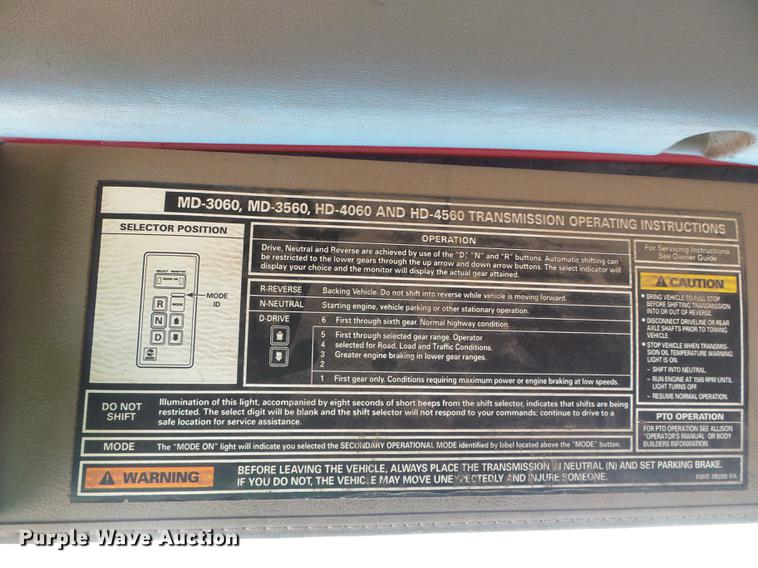 MD-3060, MD-3560, HD-4060 AND HD-4560 TRANSMISSION OPERATING INSTRUCTIONS
SELECTOR POSITION
SELECT MONITOR
MODE ON
R
MODE
N
D
MODE
ID
OPERATION
Drive, Neutral and Reverse are achieved by use of the "D", "N" and "R" buttons. Automatic shifting can
be restricted to the lower gears through the up arrow and down arrow buttons. The select indicator will
display your choice and the monitor will display the actual gear attained.
R-REVERSE Backing Vehicle. Do not shift into reverse while vehicle is moving forward.
N-NEUTRAL Starting engine, vehicle parking or other stationary operation.
D-DRIVE 6 First through sixth gear. Normal highway condition.
5 First through selected gear range. Operator
4 selected for Road, Load and Traffic Conditions.
3 Greater engine braking in lower gear ranges.
2
1 First gear only. Conditions requiring maximum power or engine braking at low speeds.
For Servicing Instructions
See Owner Guide
CAUTION
• BRING VEHICLE TO FULL STOP
BEFORE SHIFTING TRANSMISSION
INTO OR OUT OF REVERSE.
• DISCONNECT DRIVELINE OR REAR
AXLE SHAFTS PRIOR TO TOWING
VEHICLE.
• STOP VEHICLE WHEN TRANSMIS-
SION OIL TEMPERATURE WARNING
LIGHT IS ON.
– SHIFT INTO NEUTRAL
– RUN ENGINE AT 1500 RPM UNTIL
LIGHT TURNS OFF.
– RESUME NORMAL OPERATION.
DO NOT
SHIFT
Illumination of this light, accompanied by eight seconds of short beeps from the shift selector, indicates that shifts are being
restricted. The select digit will be blank and the shift selector will not respond to your commands; continue to drive to a
safe location for service assistance.
PTO OPERATION
FOR PTO OPERATION SEE ALLISON
"OPERATOR'S MANUAL OR BODY
BUILDERS INFORMATION.
MODE The "MODE ON" light will indicate you selected the SECONDARY OPERATIONAL MODE identified by label located above the "MODE" button.
WARNING
BEFORE LEAVING THE VEHICLE, ALWAYS PLACE THE TRANSMISSION IN NEUTRAL (N) AND SET PARKING BRAKE.
IF YOU DO NOT, THE VEHICLE MAY MOVE UNEXPECTEDLY AND INJURE SOMEONE.
Purple Wave Auction